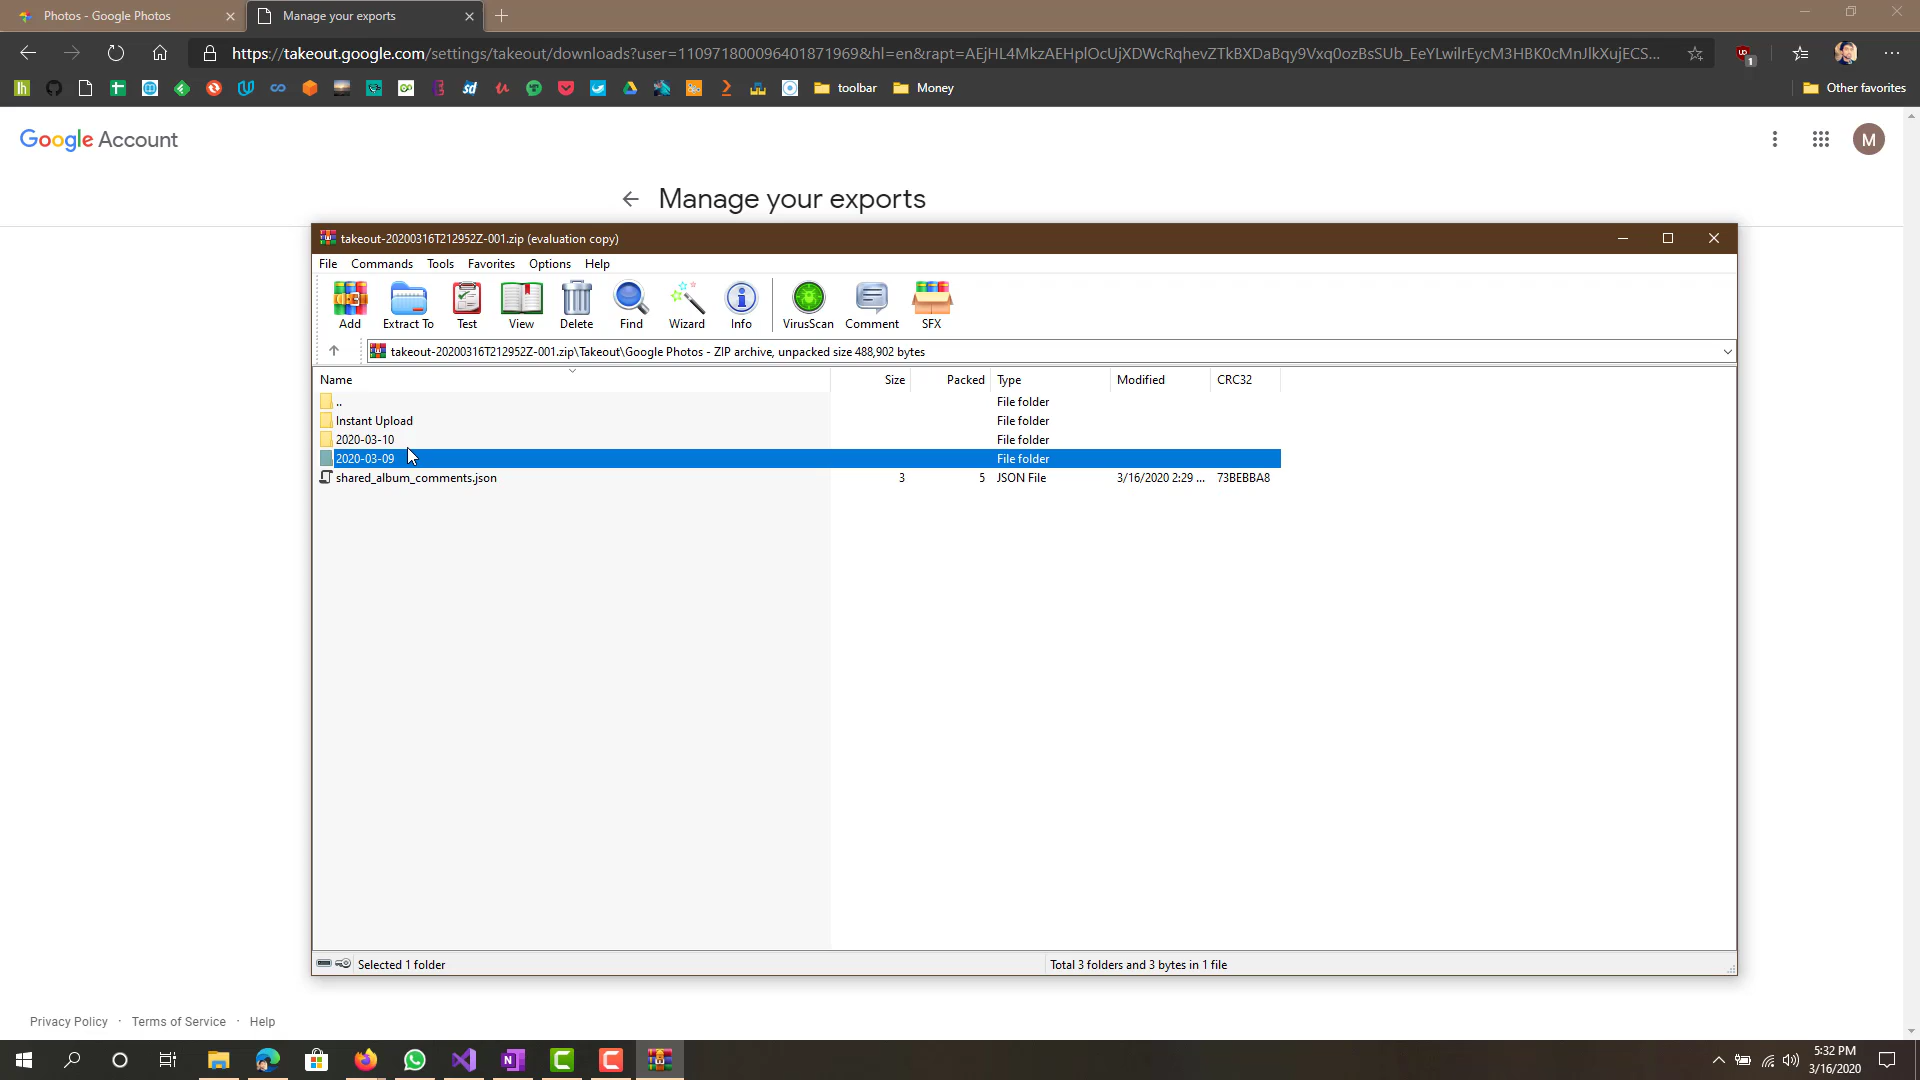 Photos - Google Photos
Manage your exports
https://takeout.google.com/settings/takeout/downloads?user=110971800096401871969&hl=en&rapt=AEjHL4MkzAEHplOcUjXDWcRqhevZTkBXDaBqy9Vxq0ozBsSUb_EeYLwilrEycM3HBK0cMnJlkXujECS...
toolbar
Money
Other favorites
Google Account
M
Manage your exports
takeout-20200316T212952Z-001.zip (evaluation copy)
File Commands Tools Favorites Options Help
Add Extract To Test View Delete Find Wizard Info VirusScan Comment SFX
takeout-20200316T212952Z-001.zip\Takeout\Google Photos - ZIP archive, unpacked size 488,902 bytes
Name Size Packed Type Modified CRC32
.. File folder
Instant Upload File folder
2020-03-10 File folder
2020-03-09 File folder
shared_album_comments.json 3 5 JSON File 3/16/2020 2:29 ... 73BEBBA8
Selected 1 folder
Total 3 folders and 3 bytes in 1 file
Privacy Policy · Terms of Service · Help
5:32 PM
3/16/2020